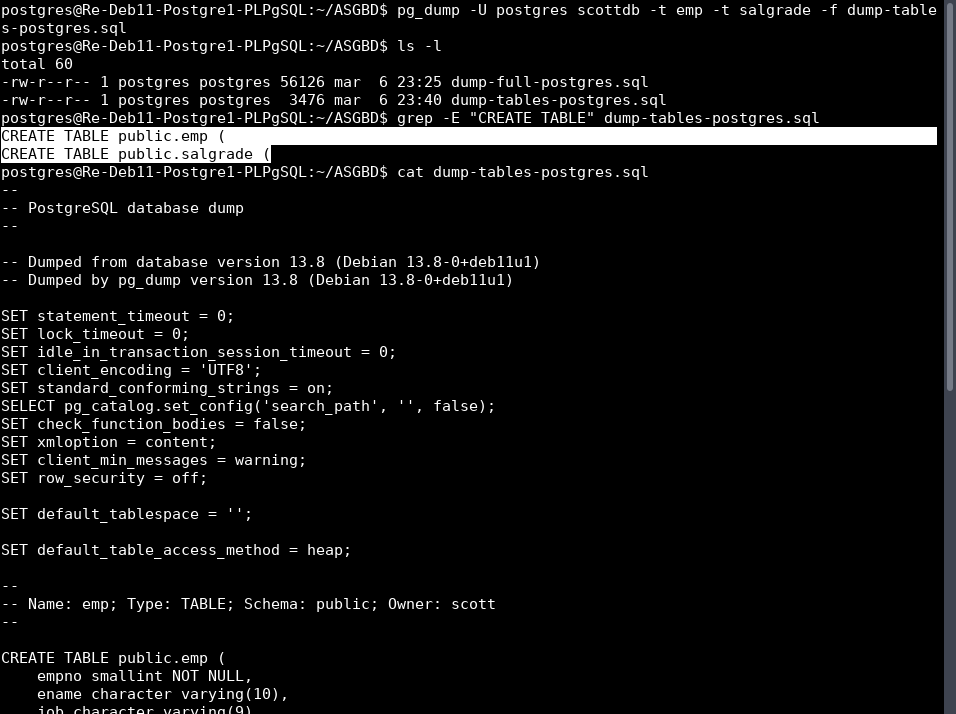 postgres@Re-Deb11-Postgre1-PLPgSQL:~/ASGBD$ pg_dump -U postgres scottdb -t emp -t salgrade -f dump-table
s-postgres.sql
postgres@Re-Deb11-Postgre1-PLPgSQL:~/ASGBD$ ls -l
total 60
-rw-r--r-- 1 postgres postgres 56126 mar  6 23:25 dump-full-postgres.sql
-rw-r--r-- 1 postgres postgres  3476 mar  6 23:40 dump-tables-postgres.sql
postgres@Re-Deb11-Postgre1-PLPgSQL:~/ASGBD$ grep -E "CREATE TABLE" dump-tables-postgres.sql
CREATE TABLE public.emp (
CREATE TABLE public.salgrade (
postgres@Re-Deb11-Postgre1-PLPgSQL:~/ASGBD$ cat dump-tables-postgres.sql
--
-- PostgreSQL database dump
--

-- Dumped from database version 13.8 (Debian 13.8-0+deb11u1)
-- Dumped by pg_dump version 13.8 (Debian 13.8-0+deb11u1)

SET statement_timeout = 0;
SET lock_timeout = 0;
SET idle_in_transaction_session_timeout = 0;
SET client_encoding = 'UTF8';
SET standard_conforming_strings = on;
SELECT pg_catalog.set_config('search_path', '', false);
SET check_function_bodies = false;
SET xmloption = content;
SET client_min_messages = warning;
SET row_security = off;

SET default_tablespace = '';

SET default_table_access_method = heap;

--
-- Name: emp; Type: TABLE; Schema: public; Owner: scott
--

CREATE TABLE public.emp (
    empno smallint NOT NULL,
    ename character varying(10),
    job character varying(9)